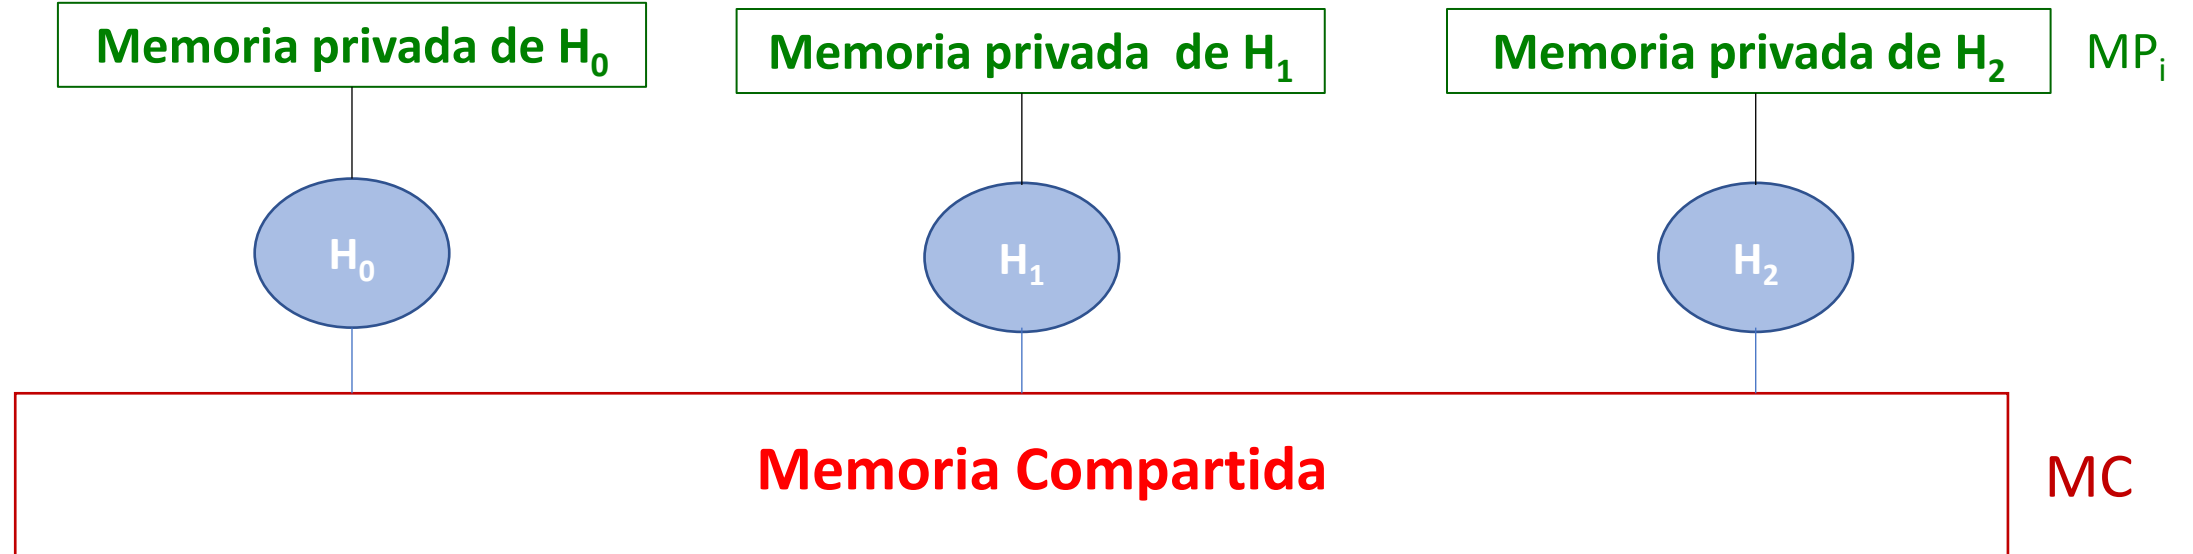 Memoria privada de H₀
Memoria privada  de H₁
Memoria privada de H₂
MPᵢ
H₀
H₁
H₂
Memoria Compartida
MC